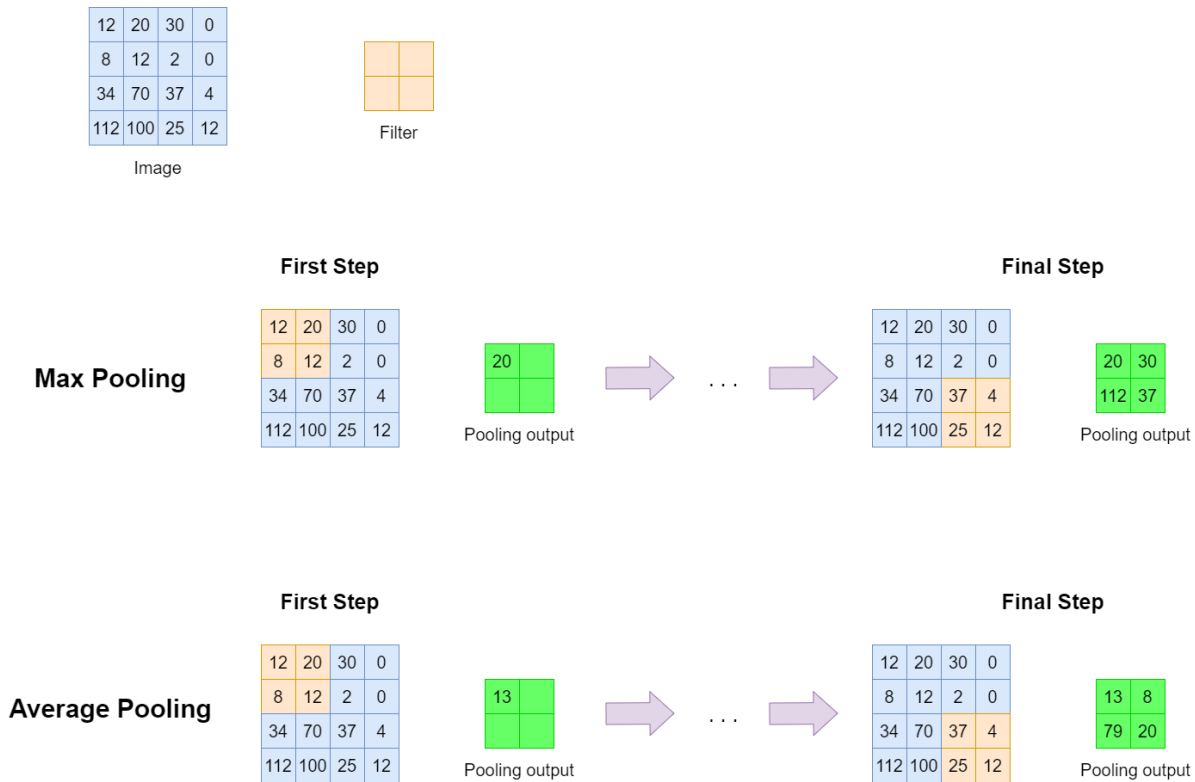 12 20 30 0
8 12 2 0
34 70 37 4
112 100 25 12
Image
Filter
First Step
Final Step
Max Pooling
12 20 30 0
8 12 2 0
34 70 37 4
112 100 25 12
20
Pooling output
. . .
12 20 30 0
8 12 2 0
34 70 37 4
112 100 25 12
20 30
112 37
Pooling output
First Step
Final Step
Average Pooling
12 20 30 0
8 12 2 0
34 70 37 4
112 100 25 12
13
Pooling output
. . .
12 20 30 0
8 12 2 0
34 70 37 4
112 100 25 12
13 8
79 20
Pooling output